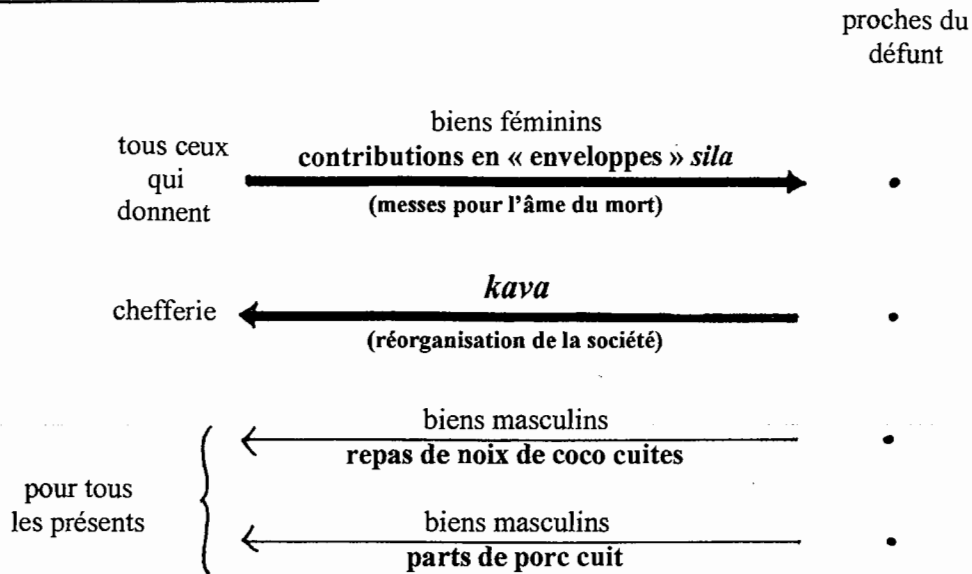 proches du
défunt
biens féminins
tous ceux
qui
donnent
contributions en « enveloppes » sila
(messes pour l'âme du mort)
kava
chefferie
(réorganisation de la société)
biens masculins
repas de noix de coco cuites
pour tous
les présents
biens masculins
parts de porc cuit